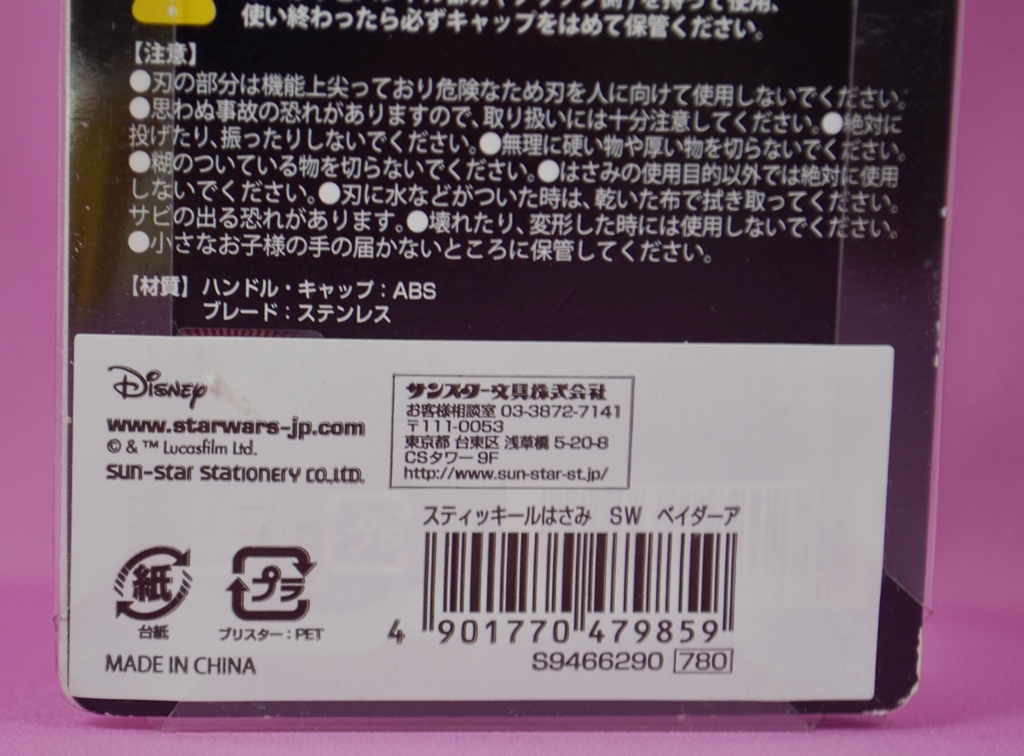 を持って使用、
使い終わったら必ずキャップをはめて保管ください。
【注意】
●刃の部分は機能上尖っており危険なため刃を人に向けて使用しないでください。
●思わぬ事故の恐れがありますので、取り扱いには十分注意してください。●絶対に
投げたり、振ったりしないでください。●無理に硬い物や厚い物を切らないでください。
●糊のついている物を切らないでください。●はさみの使用目的以外では絶対に使用
しないでください。●刃に水などがついた時は、乾いた布で拭き取ってください。
サビの出る恐れがあります。●壊れたり、変形した時には使用しないでください。
●小さなお子様の手の届かないところに保管してください。
【材質】ハンドル・キャップ：ABS
ブレード：ステンレス
Disney
www.starwars-jp.com
© & ™ Lucasfilm Ltd.
SUN-STAR STATIONERY CO.,LTD.
サンスター文具株式会社
お客様相談室 03-3872-7141
〒111-0053
東京都 台東区 浅草橋 5-20-8
CSタワー 9F
http://www.sun-star-st.jp/
スティッキールはさみ SW ベイダーア
4 901770 479859
S9466290 780
紙
台紙
プラ
ブリスター：PET
MADE IN CHINA